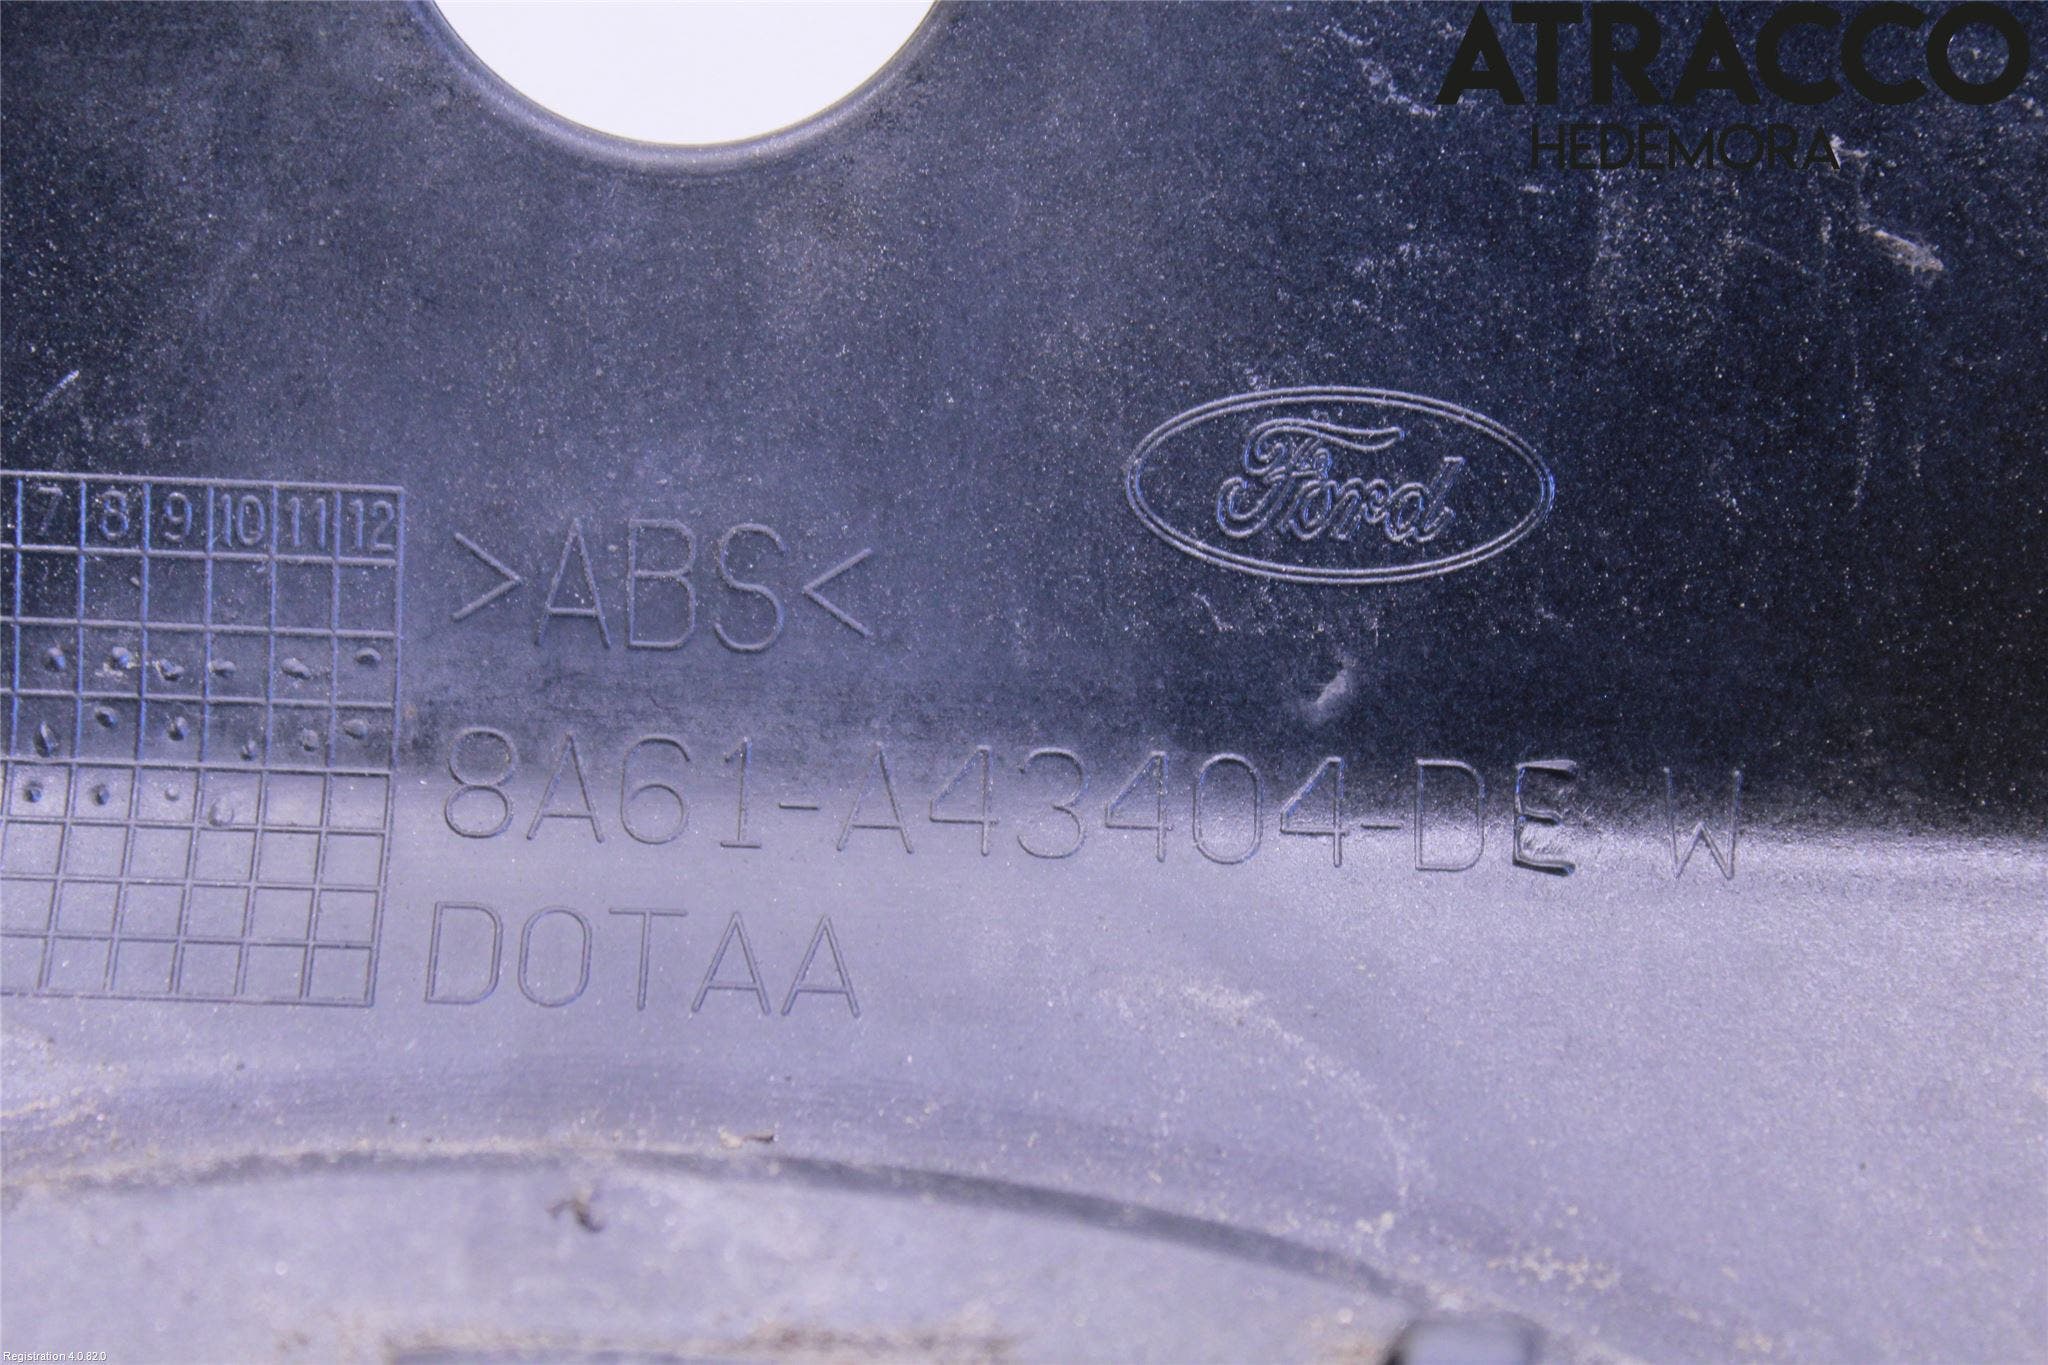 ATRACCO
HEDEMORA
Ford
7 8 9 10 11 12
>ABS<
8A61-A43404-DE W
DOTAA
Registration 4.0.82.0